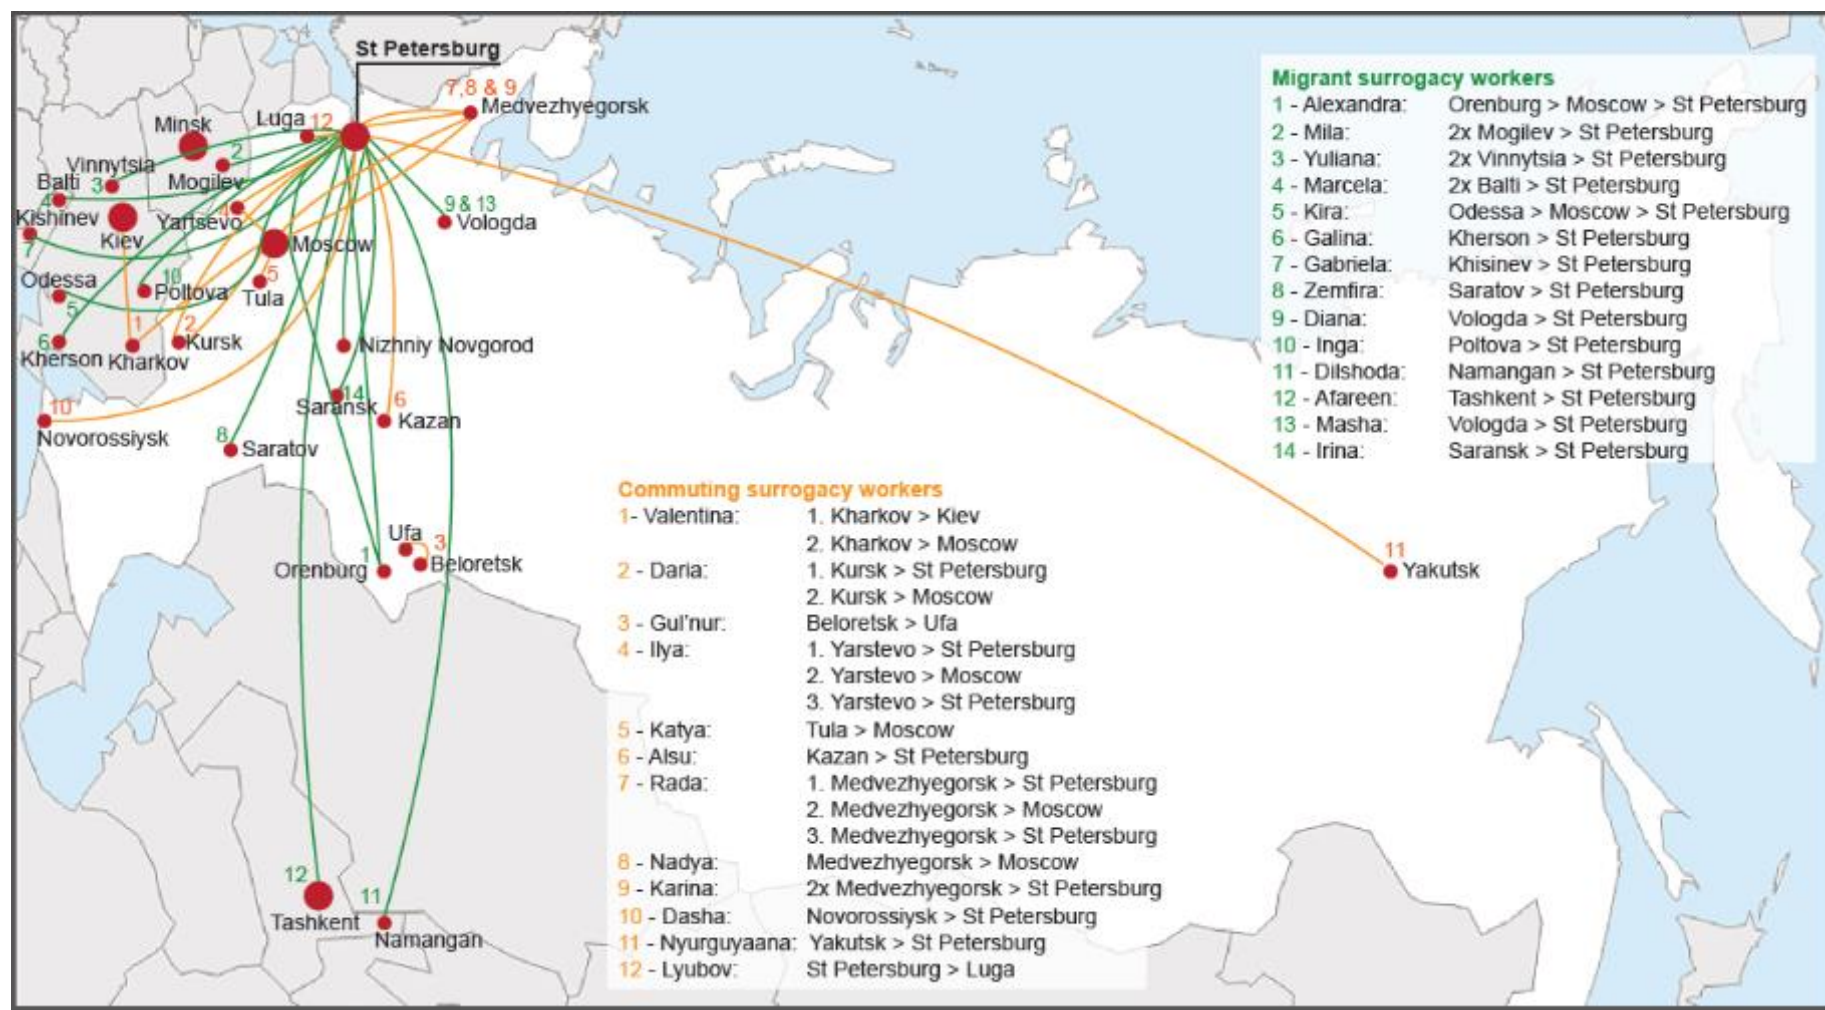 St Petersburg
7,8 & 9
Medvezhyegorsk
Luga 12
Minsk
2
Vinnytsia
Mogilev
Balti 3
4
Kishinev
7
Kiev
Yartsevo
4
Moscow
9 & 13
Vologda
Odessa
5
10
Poltova
5
Tula
1
2
Kursk
6
Kherson
Kharkov
Nizhniy Novgorod
14
Saransk
6
Kazan
10
Novorossiysk
8
Saratov
Ufa
3
Beloretsk
1
Orenburg
11
Yakutsk
12
Tashkent
11
Namangan
Migrant surrogacy workers
1 - Alexandra: Orenburg > Moscow > St Petersburg
2 - Mila: 2x Mogilev > St Petersburg
3 - Yuliana: 2x Vinnytsia > St Petersburg
4 - Marcela: 2x Balti > St Petersburg
5 - Kira: Odessa > Moscow > St Petersburg
6 - Galina: Kherson > St Petersburg
7 - Gabriela: Khisinev > St Petersburg
8 - Zemfira: Saratov > St Petersburg
9 - Diana: Vologda > St Petersburg
10 - Inga: Poltova > St Petersburg
11 - Dilshoda: Namangan > St Petersburg
12 - Afareen: Tashkent > St Petersburg
13 - Masha: Vologda > St Petersburg
14 - Irina: Saransk > St Petersburg
Commuting surrogacy workers
1- Valentina: 1. Kharkov > Kiev
2. Kharkov > Moscow
2 - Daria: 1. Kursk > St Petersburg
2. Kursk > Moscow
3 - Gul'nur: Beloretsk > Ufa
4 - Ilya: 1. Yarstevo > St Petersburg
2. Yarstevo > Moscow
3. Yarstevo > St Petersburg
5 - Katya: Tula > Moscow
6 - Alsu: Kazan > St Petersburg
7 - Rada: 1. Medvezhyegorsk > St Petersburg
2. Medvezhyegorsk > Moscow
3. Medvezhyegorsk > St Petersburg
8 - Nadya: Medvezhyegorsk > Moscow
9 - Karina: 2x Medvezhyegorsk > St Petersburg
10 - Dasha: Novorossiysk > St Petersburg
11 - Nyurguyaana: Yakutsk > St Petersburg
12 - Lyubov: St Petersburg > Luga